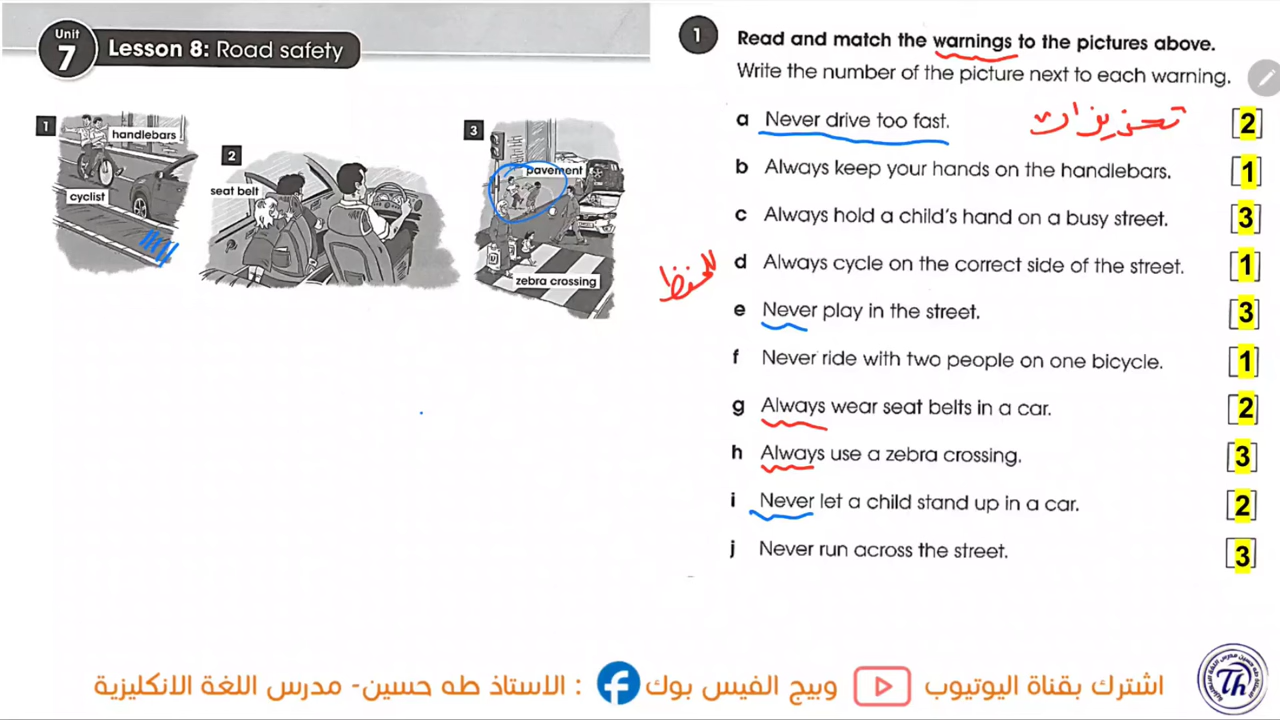 Unit
7
Lesson 8: Road safety
1
handlebars
cyclist
2
seat belt
3
pavement
zebra crossing
1
Read and match the warnings to the pictures above.
Write the number of the picture next to each warning.
تحذيرات
للحفظ
a Never drive too fast. [2]
b Always keep your hands on the handlebars. [1]
c Always hold a child's hand on a busy street. [3]
d Always cycle on the correct side of the street. [1]
e Never play in the street. [3]
f Never ride with two people on one bicycle. [1]
g Always wear seat belts in a car. [2]
h Always use a zebra crossing. [3]
i Never let a child stand up in a car. [2]
j Never run across the street. [3]
اشترك بقناة اليوتيوب وبيج الفيس بوك : الاستاذ طه حسين- مدرس اللغة الانكليزية
Th